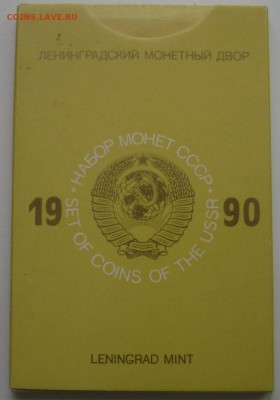 COINS.LAVE.RU
ЛЕНИНГРАДСКИЙ МОНЕТНЫЙ ДВОР
НАБОР МОНЕТ СССР
19 90
SET OF COINS OF THE USSR
LENINGRAD MINT